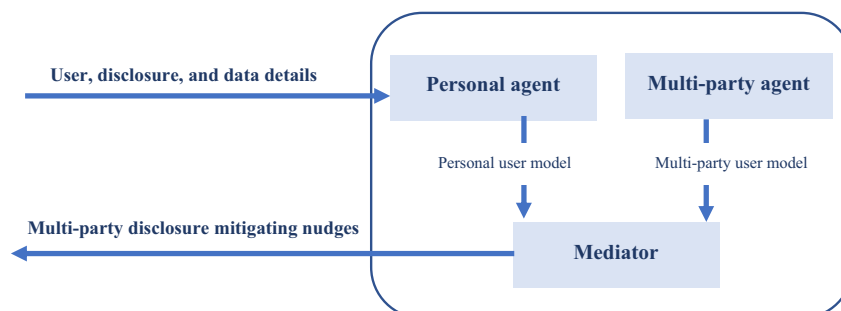 User, disclosure, and data details
Personal agent
Multi-party agent
Personal user model
Multi-party user model
Multi-party disclosure mitigating nudges
Mediator